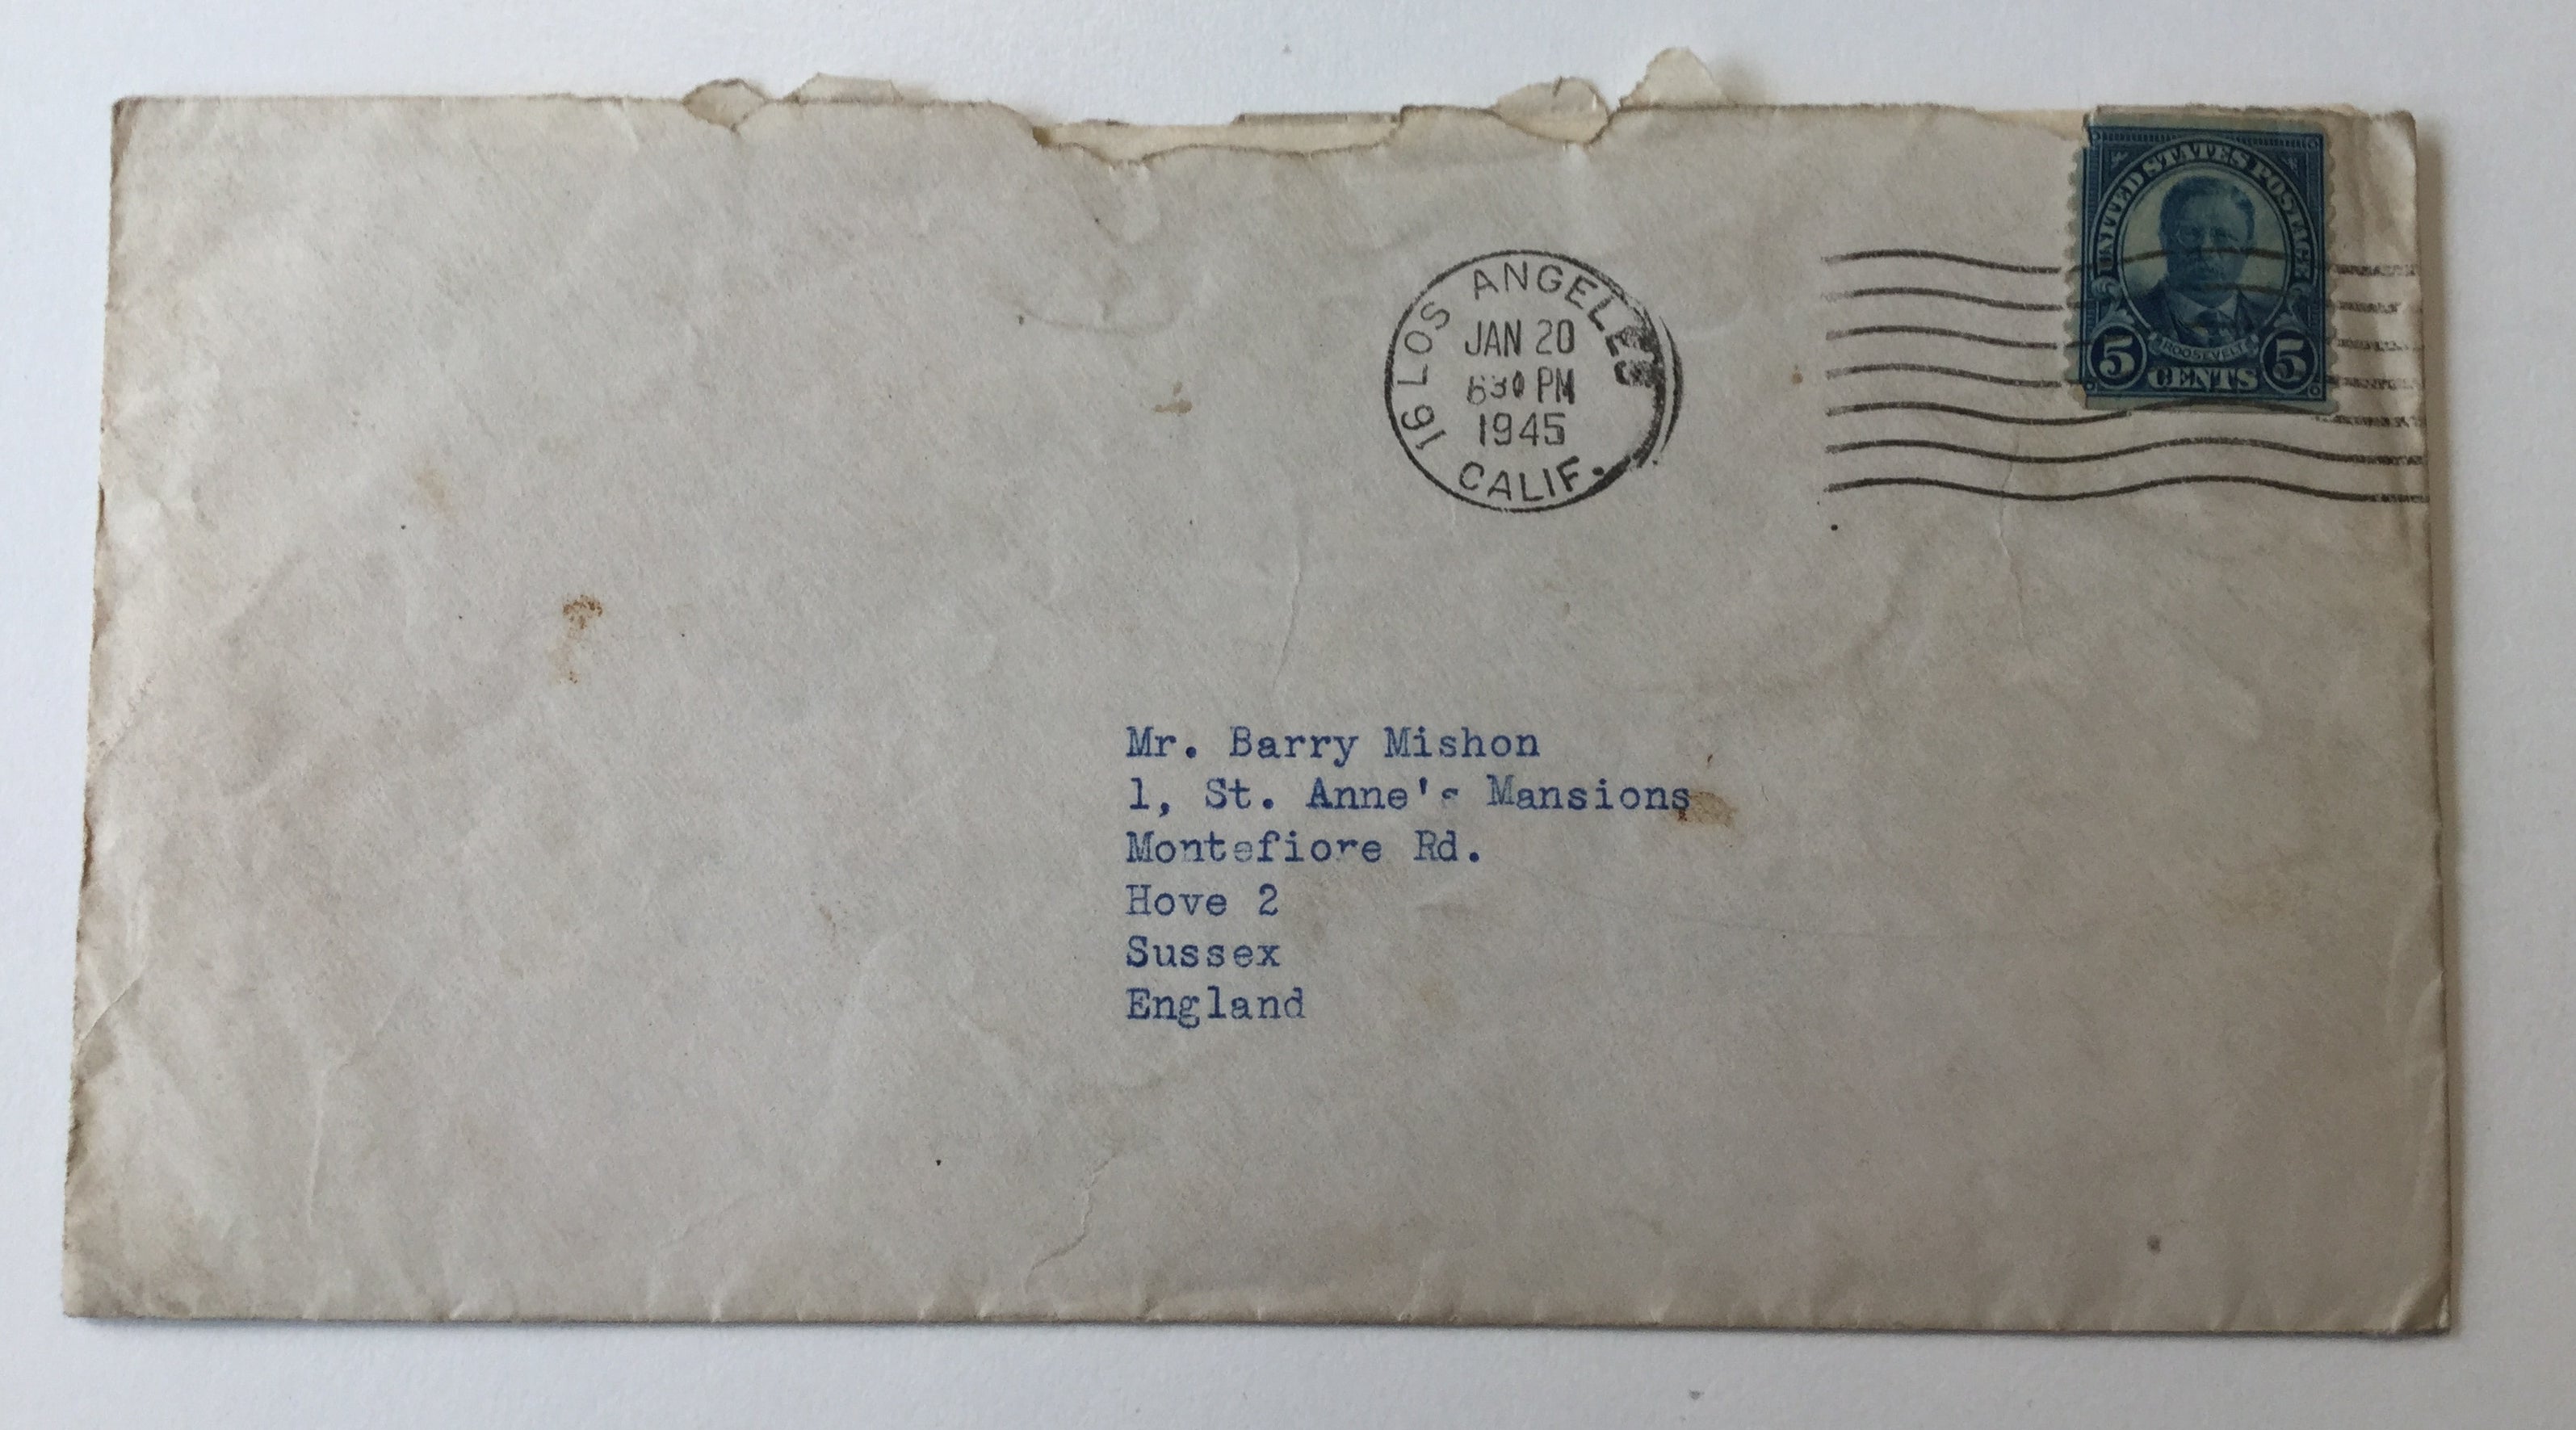 16 LOS ANGELES
JAN 20
630 PM
1945
CALIF.
UNITED STATES POSTAGE
ROOSEVELT
5 CENTS 5
Mr. Barry Mishon
1, St. Anne's Mansions
Montefiore Rd.
Hove 2
Sussex
England